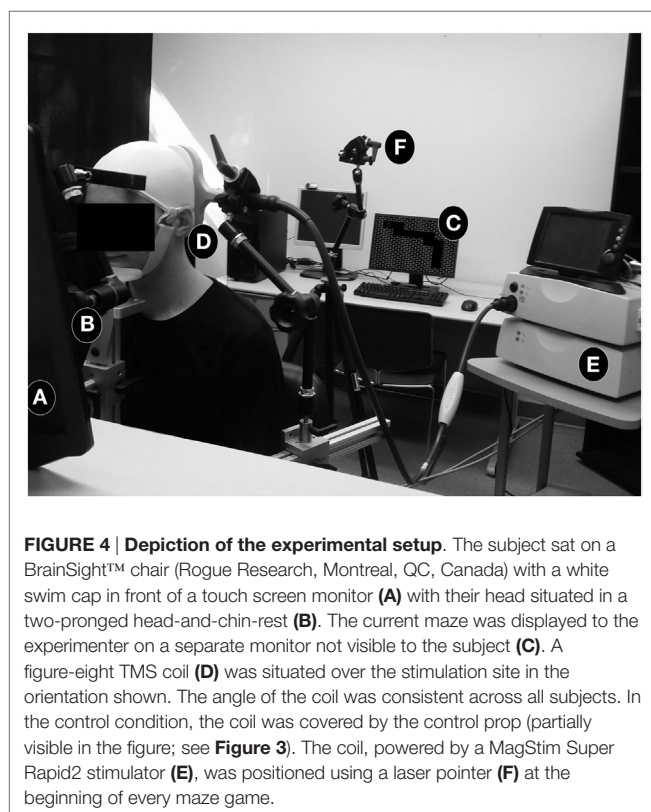 F
C
D
B
E
A
FIGURE 4 | Depiction of the experimental setup. The subject sat on a
BrainSight™ chair (Rogue Research, Montreal, QC, Canada) with a white
swim cap in front of a touch screen monitor (A) with their head situated in a
two-pronged head-and-chin-rest (B). The current maze was displayed to the
experimenter on a separate monitor not visible to the subject (C). A
figure-eight TMS coil (D) was situated over the stimulation site in the
orientation shown. The angle of the coil was consistent across all subjects. In
the control condition, the coil was covered by the control prop (partially
visible in the figure; see Figure 3). The coil, powered by a MagStim Super
Rapid2 stimulator (E), was positioned using a laser pointer (F) at the
beginning of every maze game.